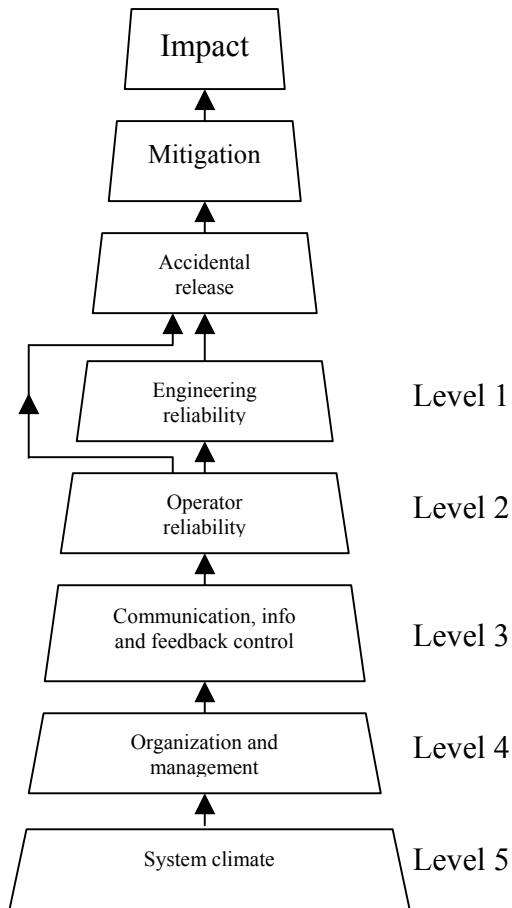 Impact
Mitigation
Accidental
release
Engineering
reliability
Level 1
Operator
reliability
Level 2
Communication, info
and feedback control
Level 3
Organization and
management
Level 4
System climate
Level 5